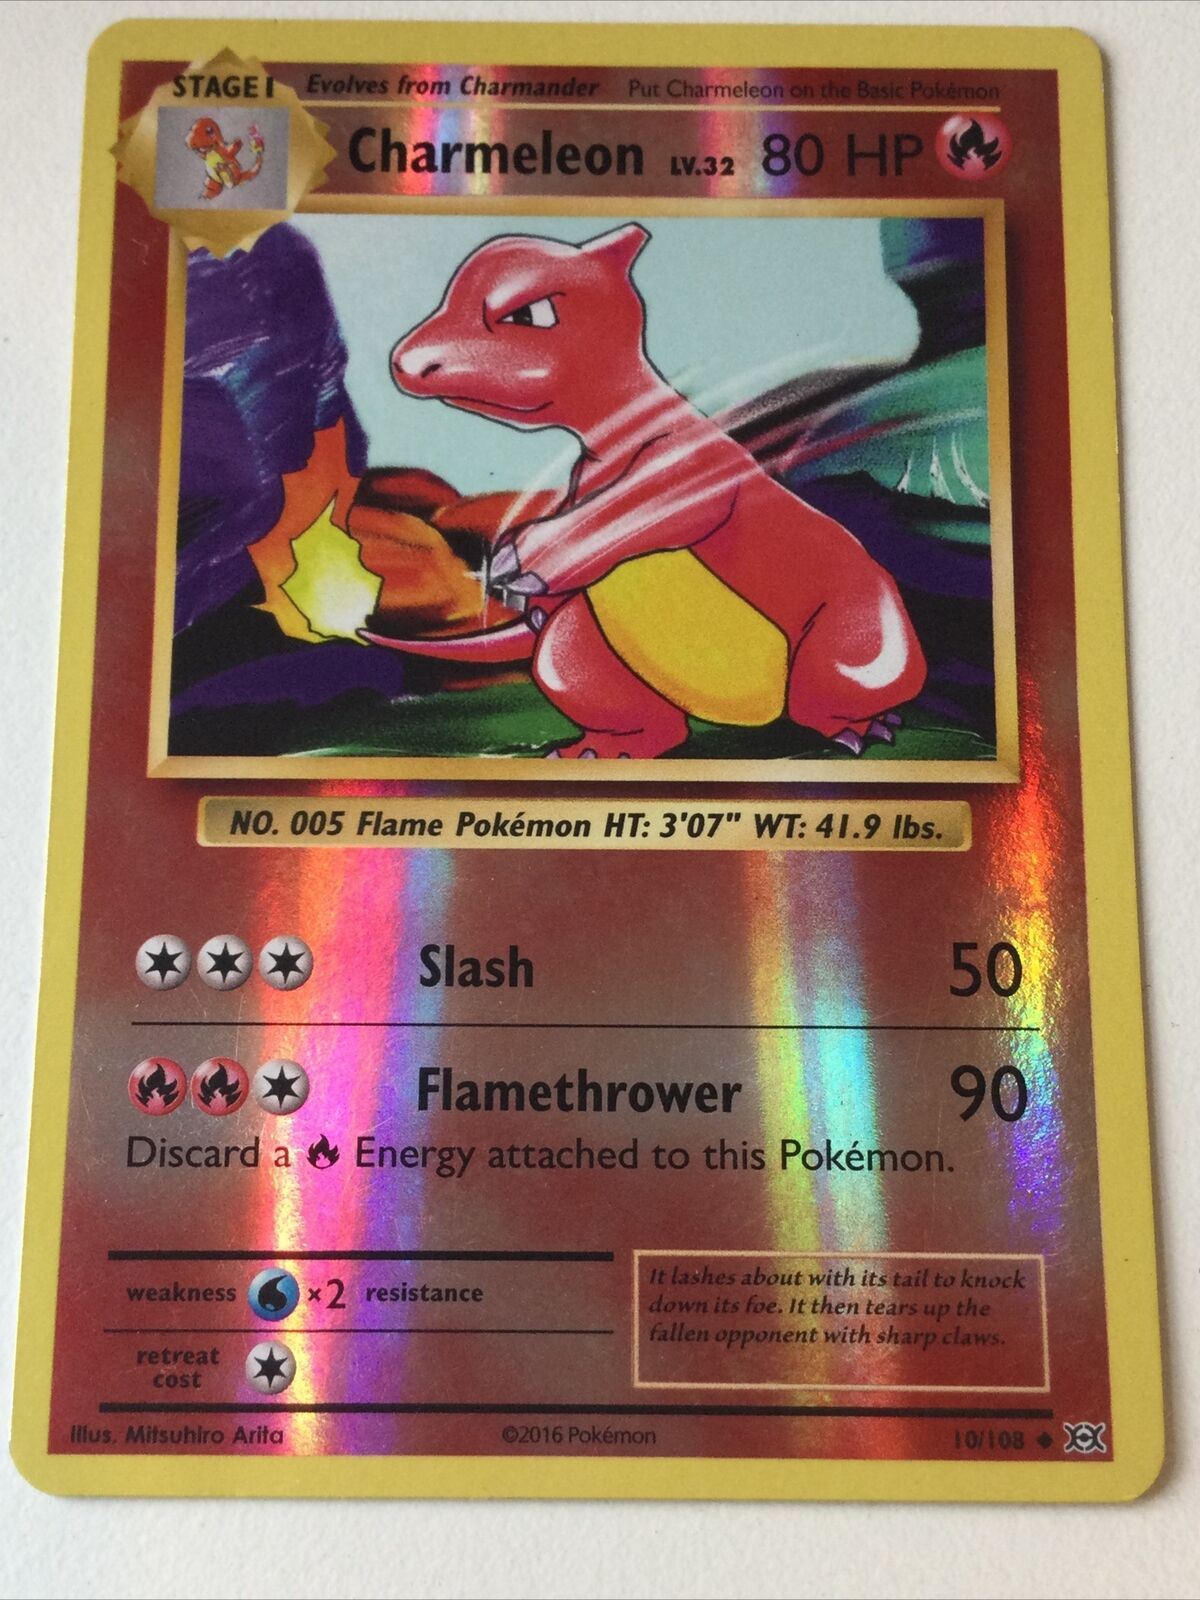 STAGE 1 Evolves from Charmander Put Charmeleon on the Basic Pokémon
Charmeleon LV.32 80 HP
NO. 005 Flame Pokémon HT: 3'07" WT: 41.9 lbs.
Slash 50
Flamethrower 90
Discard a Energy attached to this Pokémon.
weakness ×2 resistance
retreat
cost
It lashes about with its tail to knock
down its foe. It then tears up the
fallen opponent with sharp claws.
Illus. Mitsuhiro Arita ©2016 Pokémon 10/108